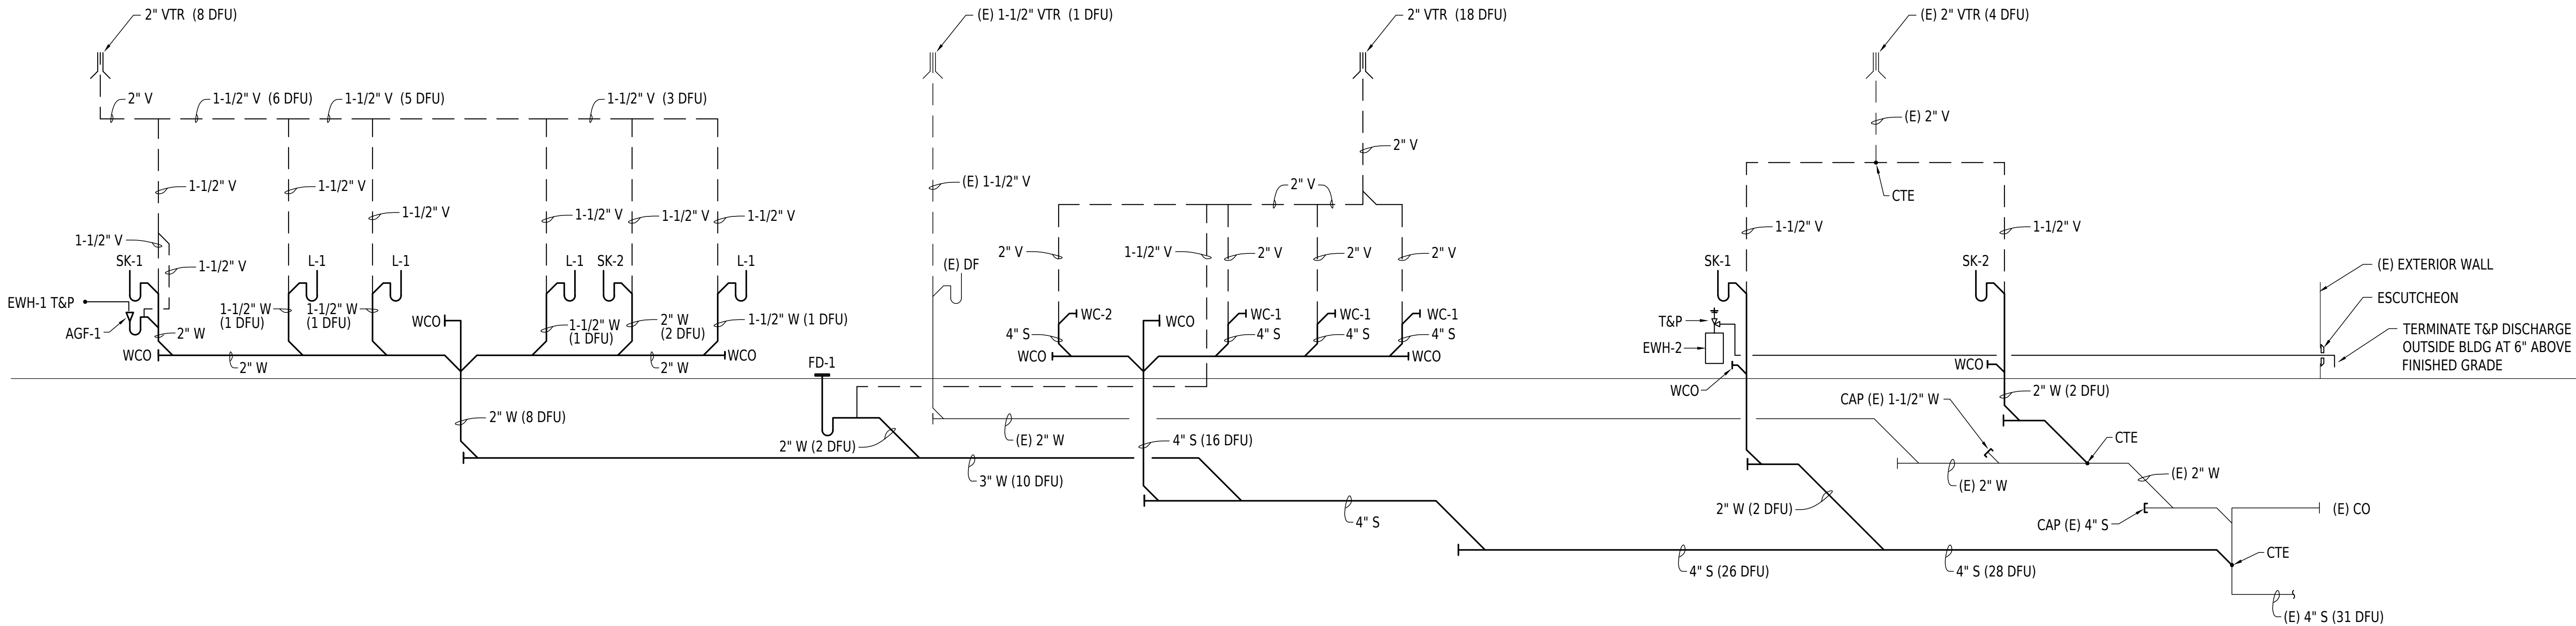 2" VTR (8 DFU)
(E) 1-1/2" VTR (1 DFU)
2" VTR (18 DFU)
(E) 2" VTR (4 DFU)
2" V
1-1/2" V (6 DFU)
1-1/2" V (5 DFU)
1-1/2" V (3 DFU)
(E) 2" V
2" V
1-1/2" V
1-1/2" V
(E) 1-1/2" V
2" V
CTE
1-1/2" V
1-1/2" V
1-1/2" V
1-1/2" V
1-1/2" V
1-1/2" V
1-1/2" V
1-1/2" V
2" V
1-1/2" V
2" V
2" V
2" V
SK-1
1-1/2" V
L-1
L-1
L-1
SK-2
L-1
(E) DF
SK-1
SK-2
(E) EXTERIOR WALL
ESCUTCHEON
EWH-1 T&P
AGF-1
2" W
1-1/2" W
(1 DFU)
1-1/2" W
(1 DFU)
WCO
1-1/2" W
(1 DFU)
2" W
(2 DFU)
1-1/2" W (1 DFU)
WC-2
WCO
WC-1
WC-1
WC-1
4" S
4" S
4" S
4" S
T&P
EWH-2
TERMINATE T&P DISCHARGE
OUTSIDE BLDG AT 6" ABOVE
FINISHED GRADE
WCO
2" W
2" W
WCO
FD-1
WCO
WCO
WCO
WCO
2" W (2 DFU)
CAP (E) 1-1/2" W
2" W (8 DFU)
2" W (2 DFU)
(E) 2" W
4" S (16 DFU)
CTE
3" W (10 DFU)
(E) 2" W
(E) 2" W
4" S
2" W (2 DFU)
CAP (E) 4" S
(E) CO
CTE
4" S (26 DFU)
4" S (28 DFU)
(E) 4" S (31 DFU)